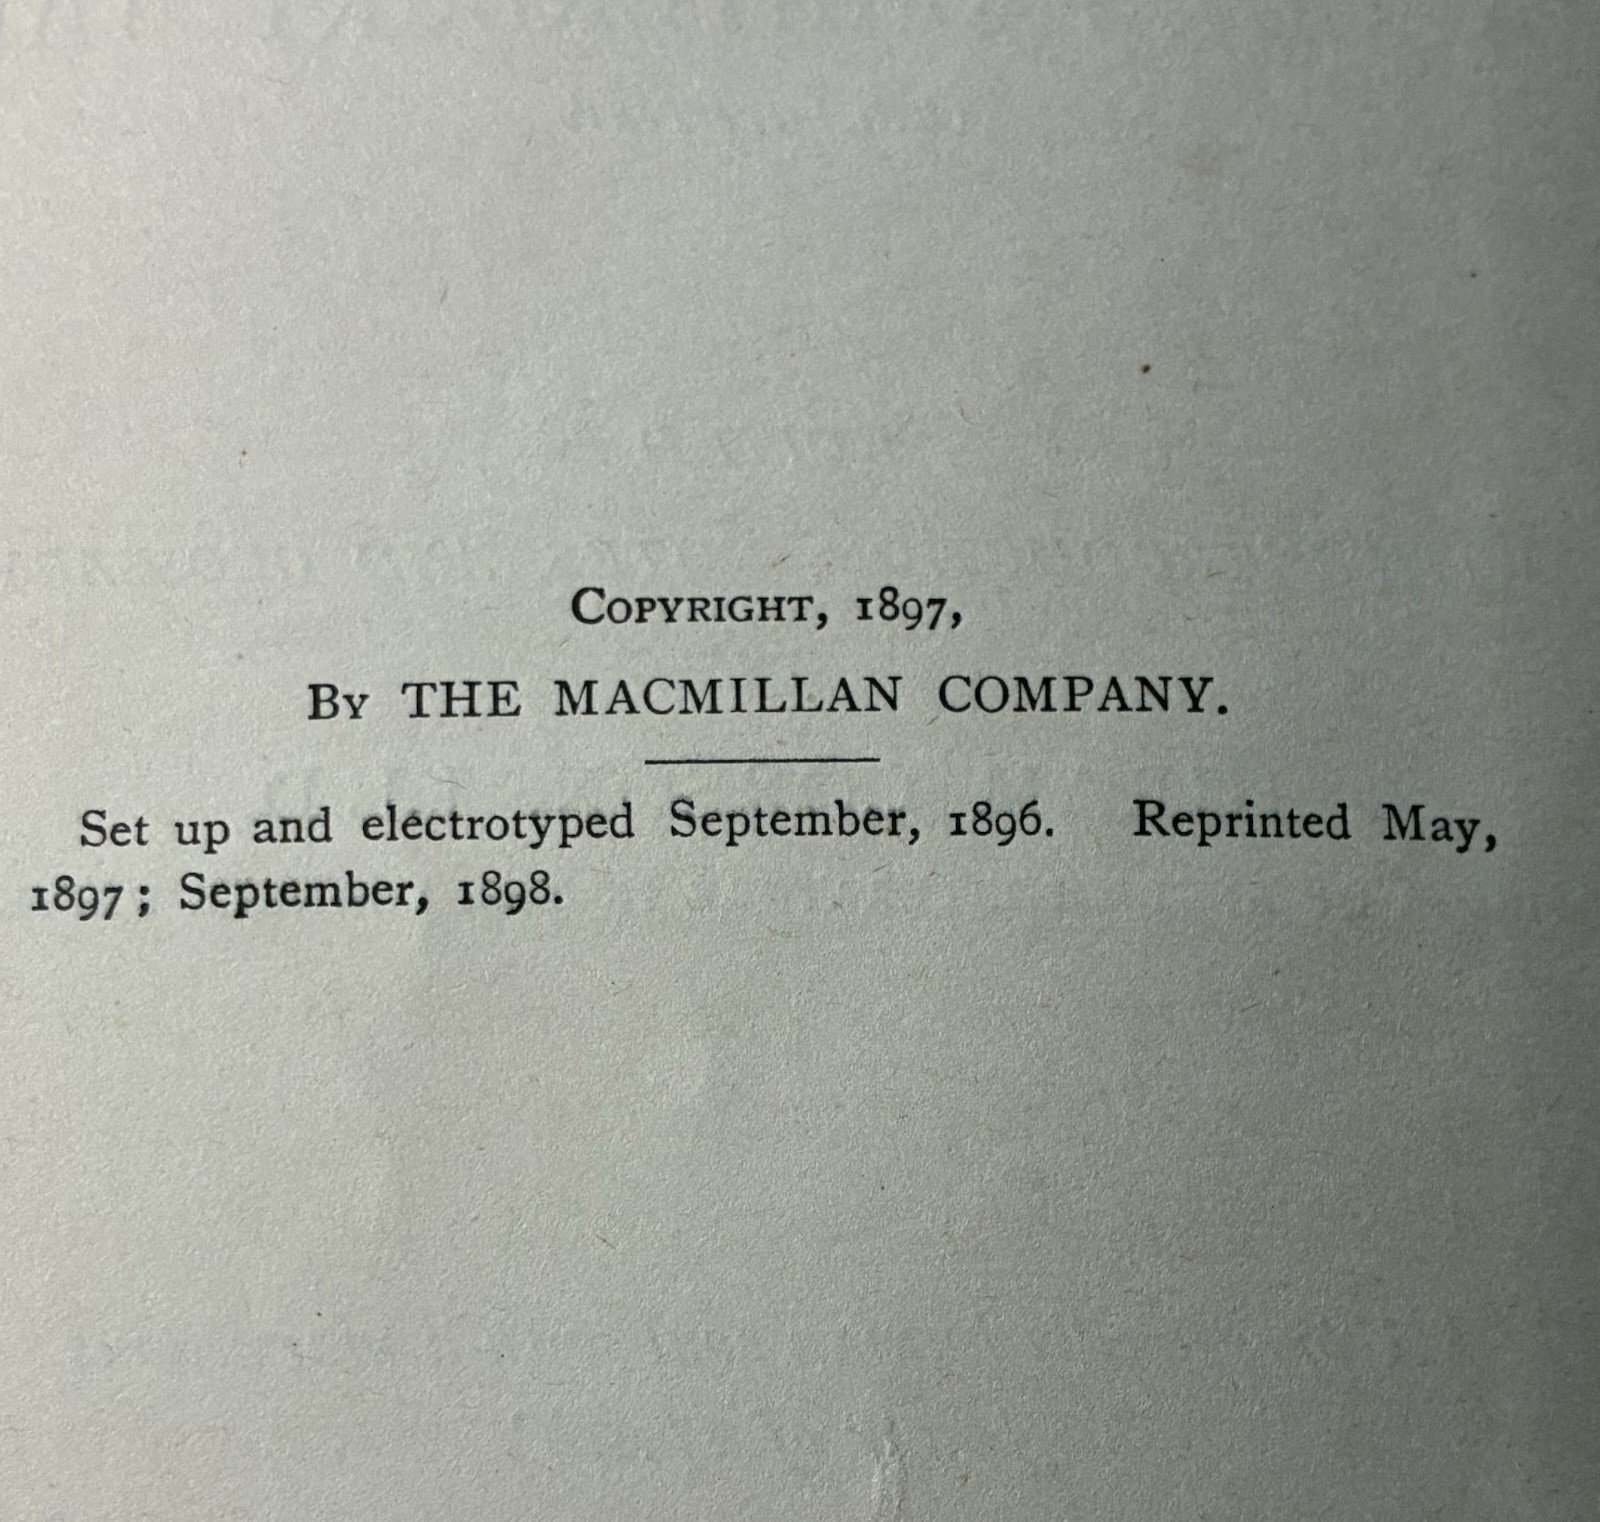 COPYRIGHT, 1897,
BY THE MACMILLAN COMPANY.
Set up and electrotyped September, 1896. Reprinted May,
1897; September, 1898.